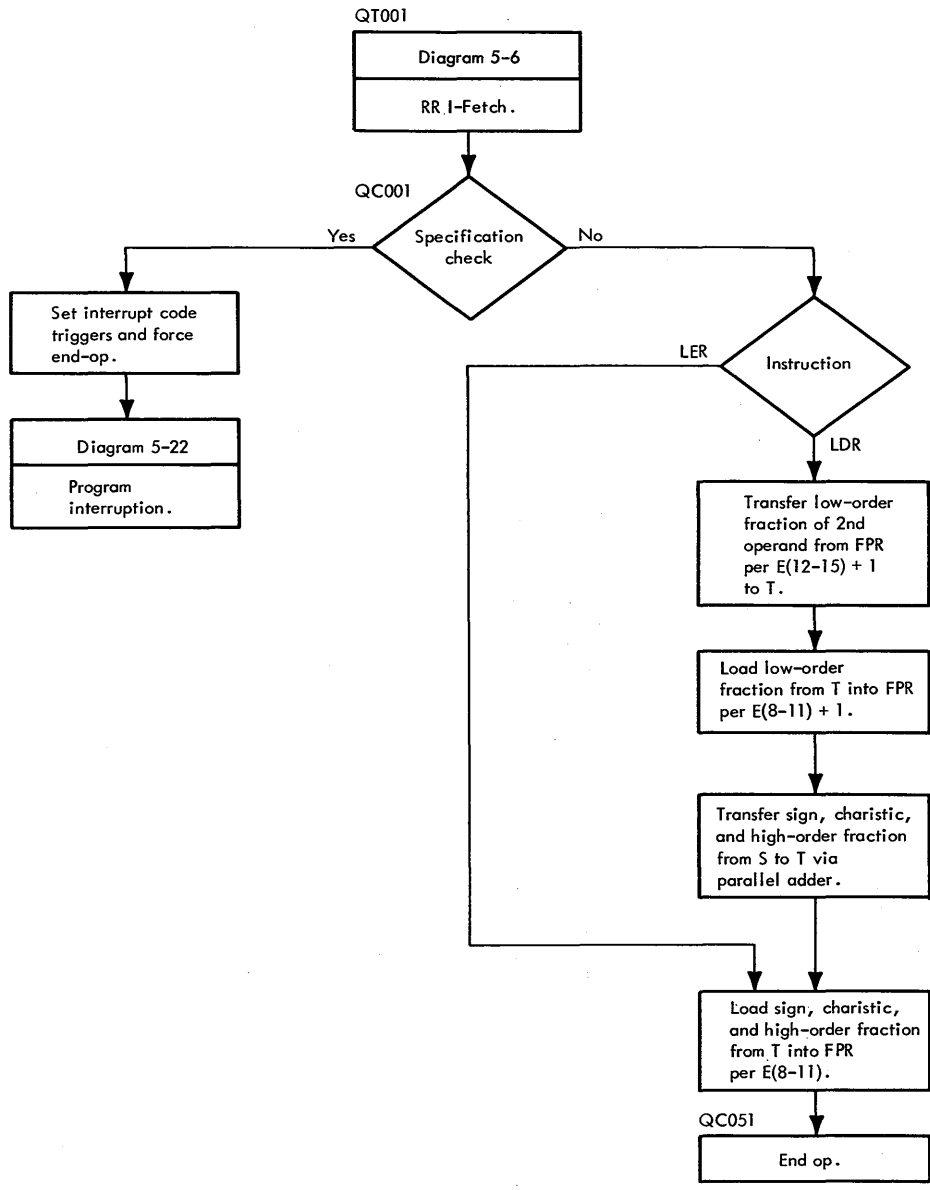 QT001
Diagram 5-6
RR I-Fetch.
QC001
Specification
check
Yes
No
Set interrupt code
triggers and force
end-op.
Diagram 5-22
Program
interruption.
Instruction
LER
LDR
Transfer low-order
fraction of 2nd
operand from FPR
per E(12-15) + 1
to T.
Load low-order
fraction from T into FPR
per E(8-11) + 1.
Transfer sign, charistic,
and high-order fraction
from S to T via
parallel adder.
Load sign, charistic,
and high-order fraction
from T into FPR
per E(8-11).
QC051
End op.